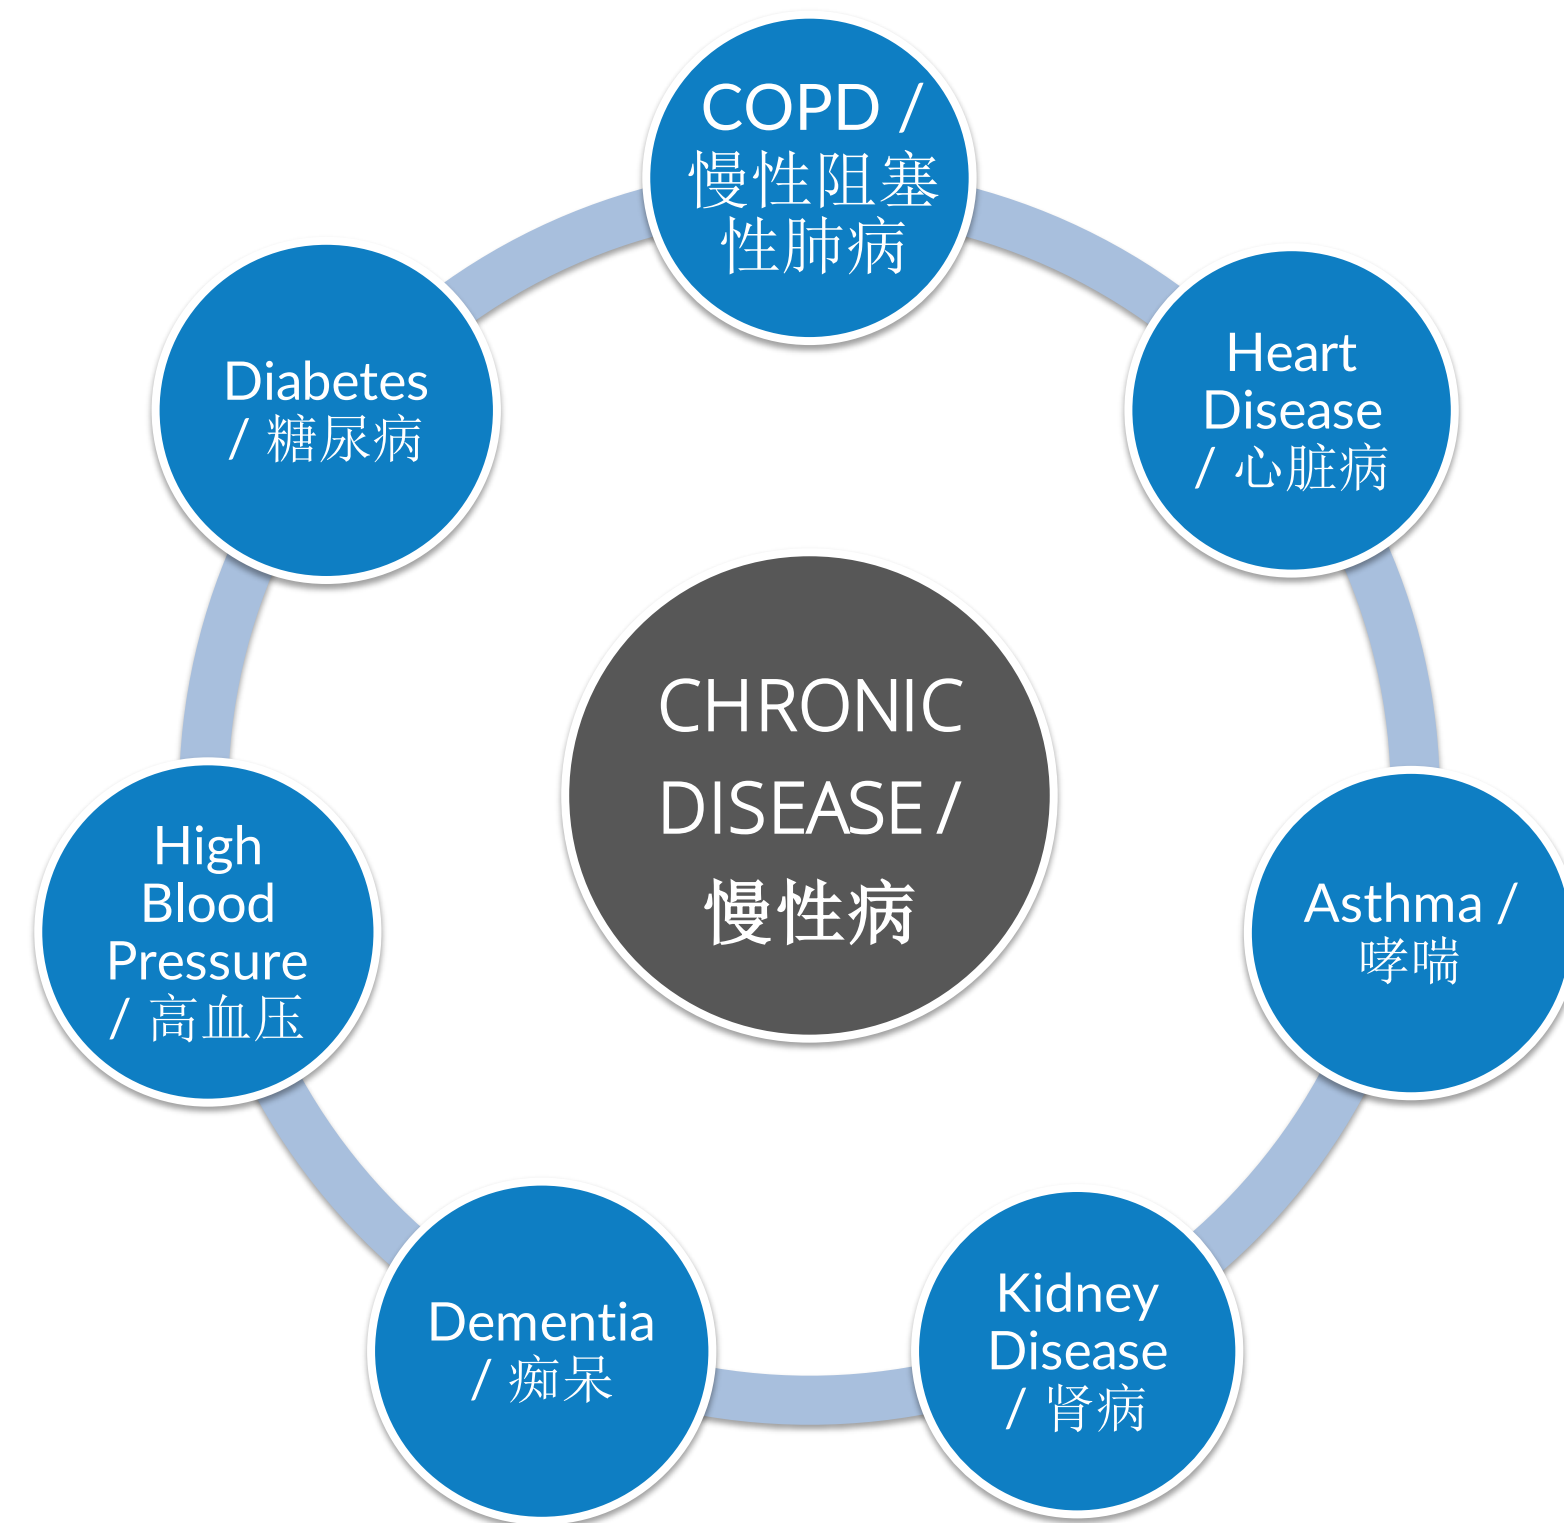 COPD /
慢性阻塞
性肺病
Heart
Disease
/ 心脏病
Asthma /
哮喘
Kidney
Disease
/ 肾病
Dementia
/ 痴呆
High
Blood
Pressure
/ 高血压
Diabetes
/ 糖尿病
CHRONIC
DISEASE /
慢性病